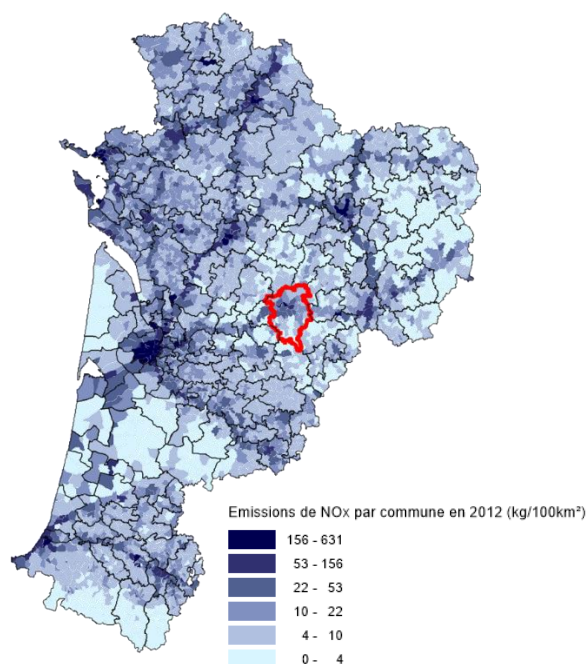 Emissions de NOx par commune en 2012 (kg/100km²)
156 - 631
53 - 156
22 - 53
10 - 22
4 - 10
0 - 4